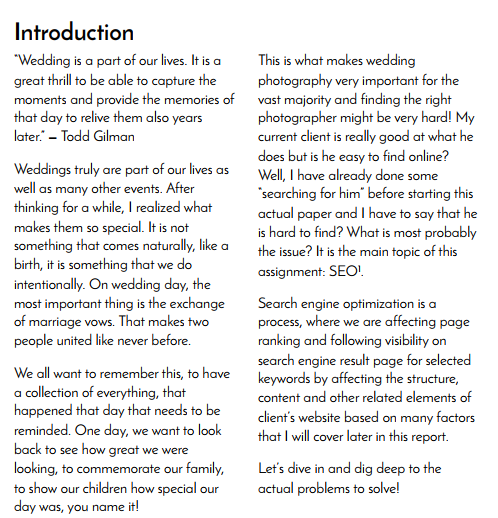 Introduction
"Wedding is a part of our lives. It is a
great thrill to be able to capture the
moments and provide the memories of
that day to relive them also years
later." – Todd Gilman
Weddings truly are part of our lives as
well as many other events. After
thinking for a while, I realized what
makes them so special. It is not
something that comes naturally, like a
birth, it is something that we do
intentionally. On wedding day, the
most important thing is the exchange
of marriage vows. That makes two
people united like never before.
We all want to remember this, to have
a collection of everything, that
happened that day that needs to be
reminded. One day, we want to look
back to see how great we were
looking, to commemorate our family,
to show our children how special our
day was, you name it!
This is what makes wedding
photography very important for the
vast majority and finding the right
photographer might be very hard! My
current client is really good at what he
does but is he easy to find online?
Well, I have already done some
"searching for him" before starting this
actual paper and I have to say that he
is hard to find? What is most probably
the issue? It is the main topic of this
assignment: SEO¹.
Search engine optimization is a
process, where we are affecting page
ranking and following visibility on
search engine result page for selected
keywords by affecting the structure,
content and other related elements of
client's website based on many factors
that I will cover later in this report.
Let's dive in and dig deep to the
actual problems to solve!